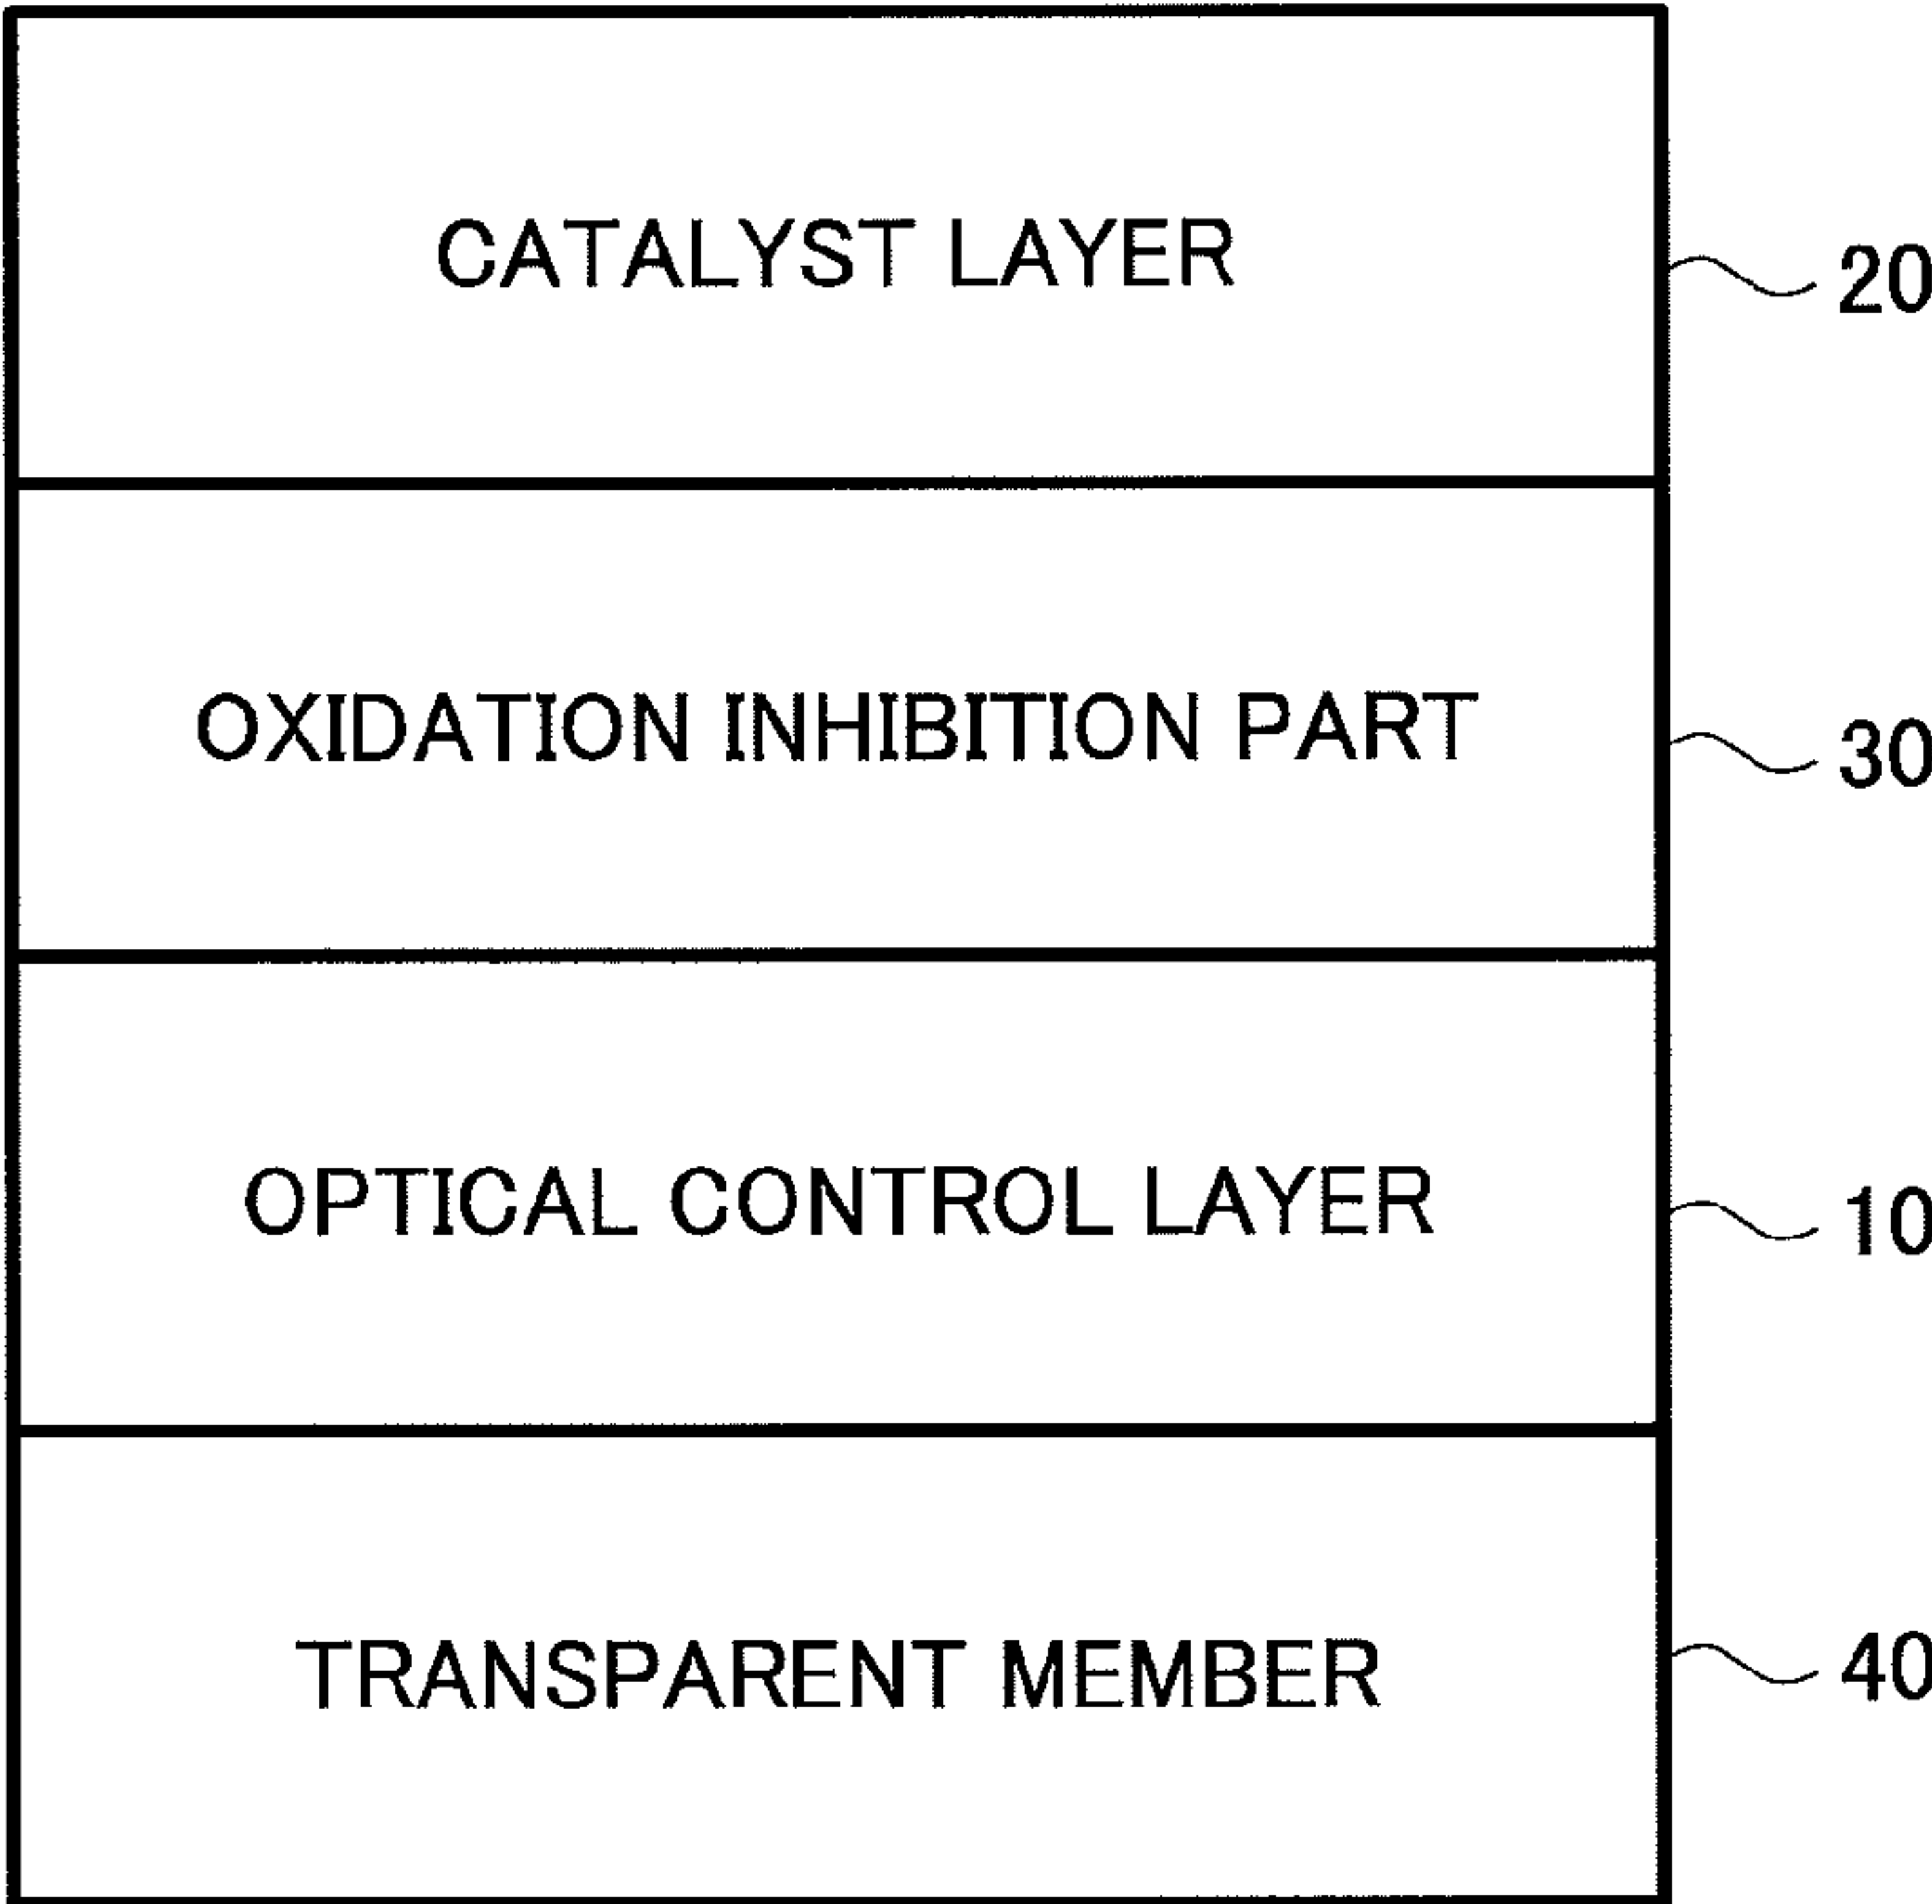 CATALYST LAYER
20
OXIDATION INHIBITION PART
30
OPTICAL CONTROL LAYER
10
TRANSPARENT MEMBER
40